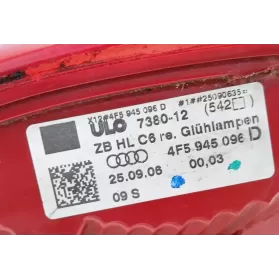 X12#4F5 945 096 D #1##25090635=
ULO 7380-12 (542□)
ZB HL C6 re. Glühlampen
4F5 945 096 D
25.09.06 00,03
09 S